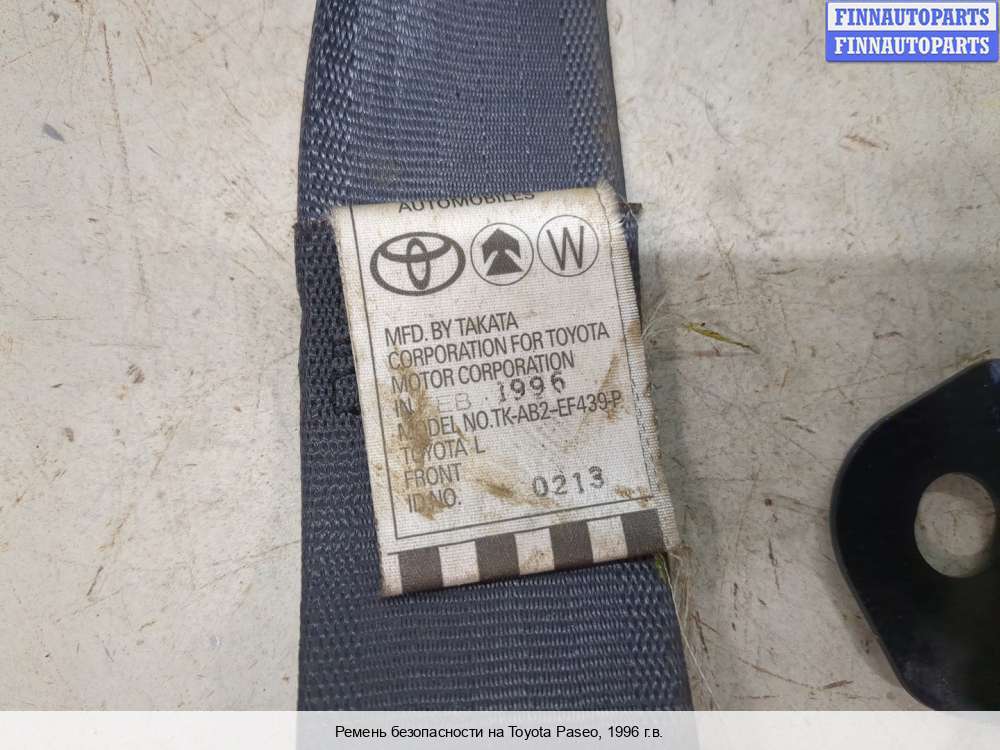 FINNAUTOPARTS
FINNAUTOPARTS
AUTOMOBILES
W
MFD. BY TAKATA
CORPORATION FOR TOYOTA
MOTOR CORPORATION
IN 1996
MODEL NO.TK-AB2-EF439-P
TOYOTA L
FRONT
ID NO. 0213
Ремень безопасности на Toyota Paseo, 1996 г.в.